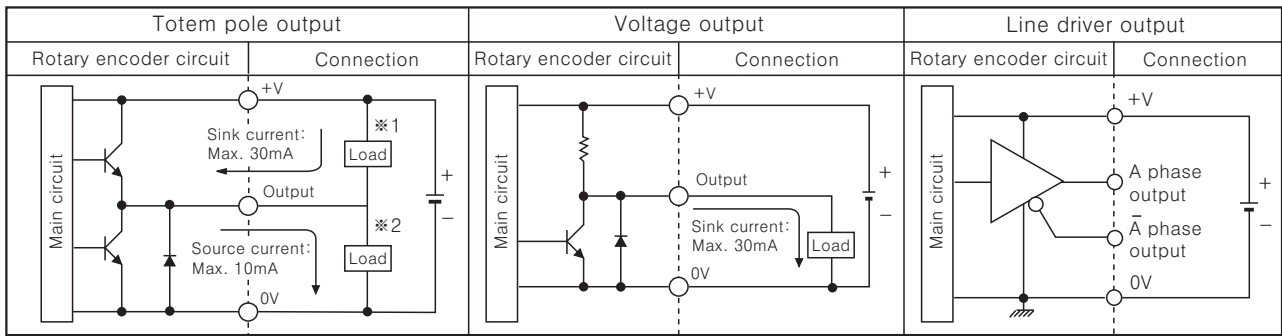 Totem pole output
Rotary encoder circuit
Connection
Main circuit
+V
Sink current:
Max. 30mA
※1
Load
Output
Source current:
Max. 10mA
※2
Load
0V
+
−
Voltage output
Rotary encoder circuit
Connection
Main circuit
+V
Output
Sink current:
Max. 30mA
Load
0V
+
−
Line driver output
Rotary encoder circuit
Connection
Main circuit
+V
A phase
output
A̅ phase
output
0V
+
−